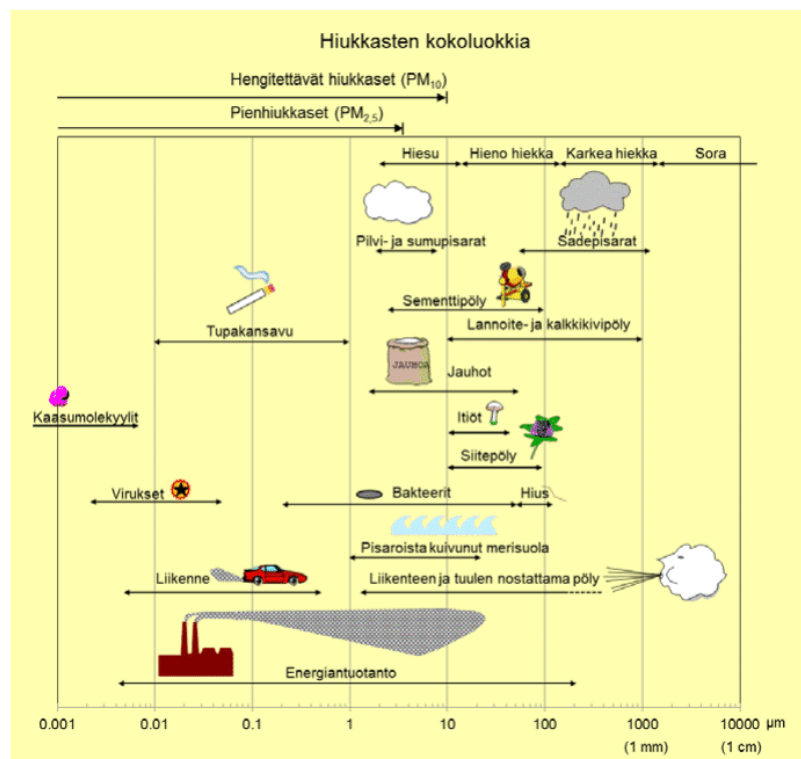 Hiukkasten kokoluokkia
Hengitettävät hiukkaset (PM10)
Pienhiukkaset (PM2,5)
Hiesu Hieno hiekka Karkea hiekka Sora
Pilvi- ja sumupisarat Sadepisarat
Sementtipöly
Lannoite- ja kalkkikivipöly
Tupakansavu
JAUHOA
Jauhot
Kaasumolekyylit
Itiöt
Siitepöly
Virukset Bakteerit Hius
Pisaroista kuivunut merisuola
Liikenne Liikenteen ja tuulen nostattama pöly
Energiantuotanto
0.001 0.01 0.1 1 10 100 1000 10000 µm
(1 mm) (1 cm)